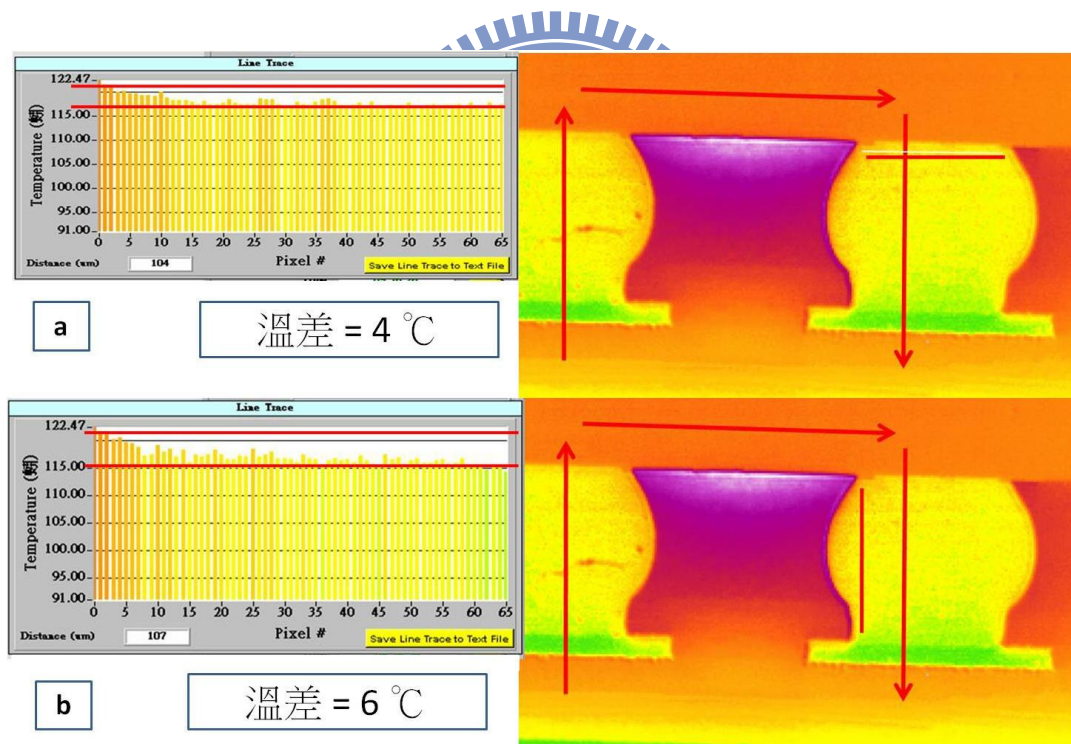 Line Trace
Temperature (蜘)
122.47
115.00
110.00
105.00
100.00
95.00
91.00
0 5 10 15 20 25 30 35 40 45 50 55 60 65
Distance (um) 104 Pixel # Save Line Trace to Text File
a
溫差 = 4 ℃
Line Trace
Temperature (蜘)
122.47
115.00
110.00
105.00
100.00
95.00
91.00
0 5 10 15 20 25 30 35 40 45 50 55 60 65
Distance (um) 107 Pixel # Save Line Trace to Text File
b
溫差 = 6 ℃